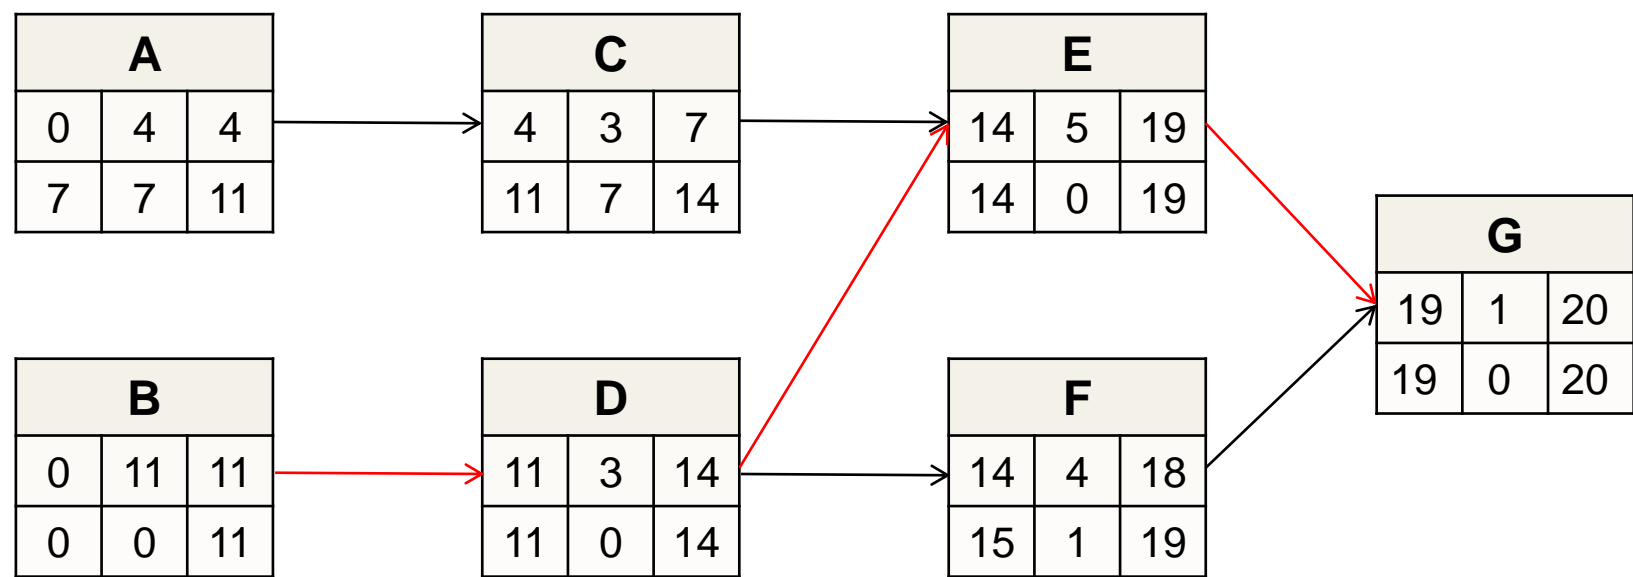 A
0 4 4
7 7 11
C
4 3 7
11 7 14
E
14 5 19
14 0 19
G
19 1 20
19 0 20
B
0 11 11
0 0 11
D
11 3 14
11 0 14
F
14 4 18
15 1 19